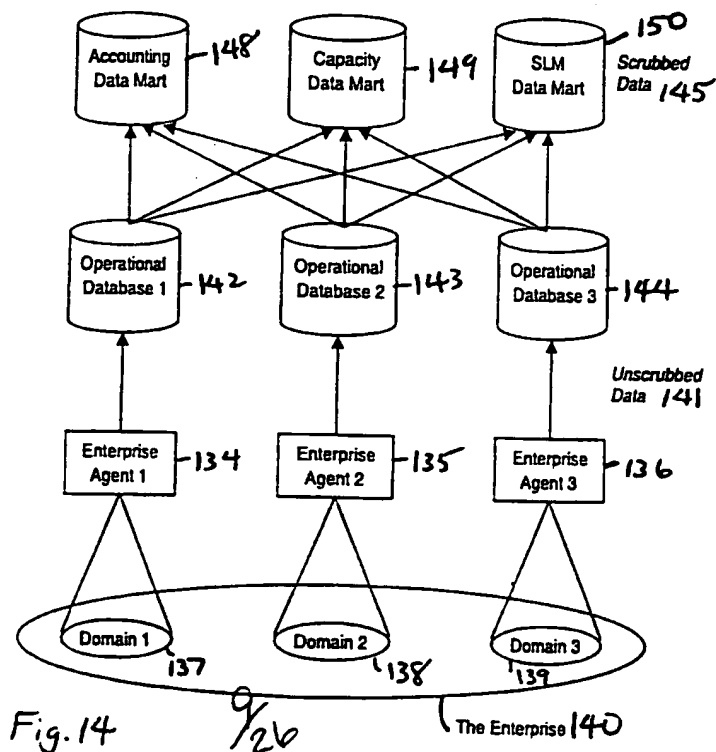 Accounting
Data Mart
148
Capacity
Data Mart
149
SLM
Data Mart
150
Scrubbed
Data 145
Operational
Database 1
142
Operational
Database 2
143
Operational
Database 3
144
Unscrubbed
Data 141
Enterprise
Agent 1
134
Enterprise
Agent 2
135
Enterprise
Agent 3
136
Domain 1
137
Domain 2
138
Domain 3
139
Fig. 14
9/26
The Enterprise 140